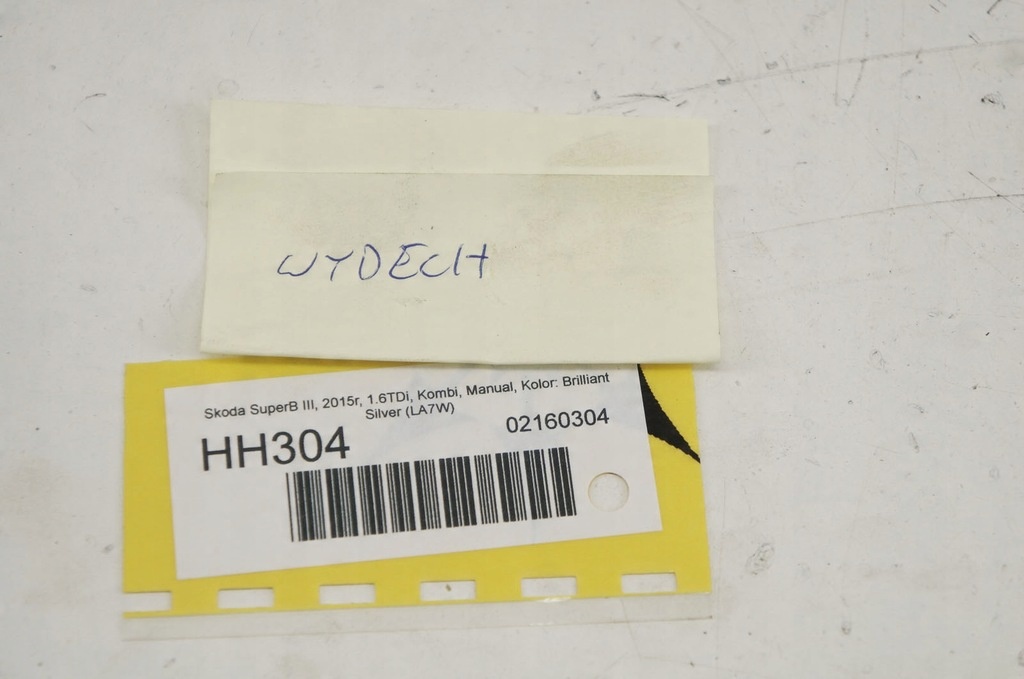 WYDECH
Skoda SuperB III, 2015r, 1.6TDi, Kombi, Manual, Kolor: Brilliant
Silver (LA7W)
HH304
02160304